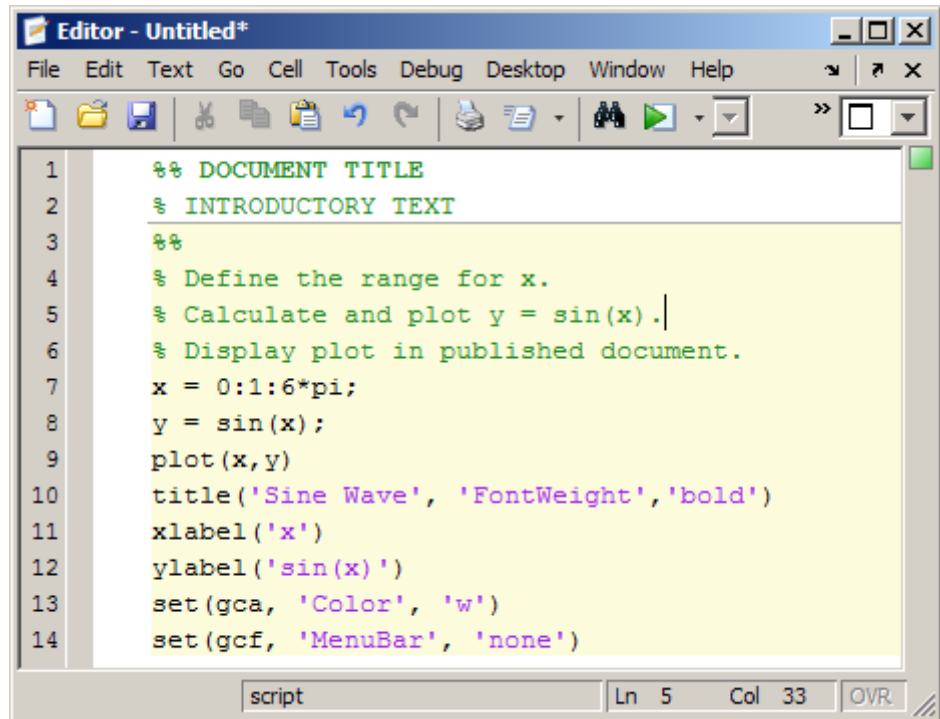 Editor - Untitled*
File Edit Text Go Cell Tools Debug Desktop Window Help
»
1 %% DOCUMENT TITLE
2 % INTRODUCTORY TEXT
3 %%
4 % Define the range for x.
5 % Calculate and plot y = sin(x).
6 % Display plot in published document.
7 x = 0:1:6*pi;
8 y = sin(x);
9 plot(x,y)
10 title('Sine Wave', 'FontWeight','bold')
11 xlabel('x')
12 ylabel('sin(x)')
13 set(gca, 'Color', 'w')
14 set(gcf, 'MenuBar', 'none')
script Ln 5 Col 33 OVR